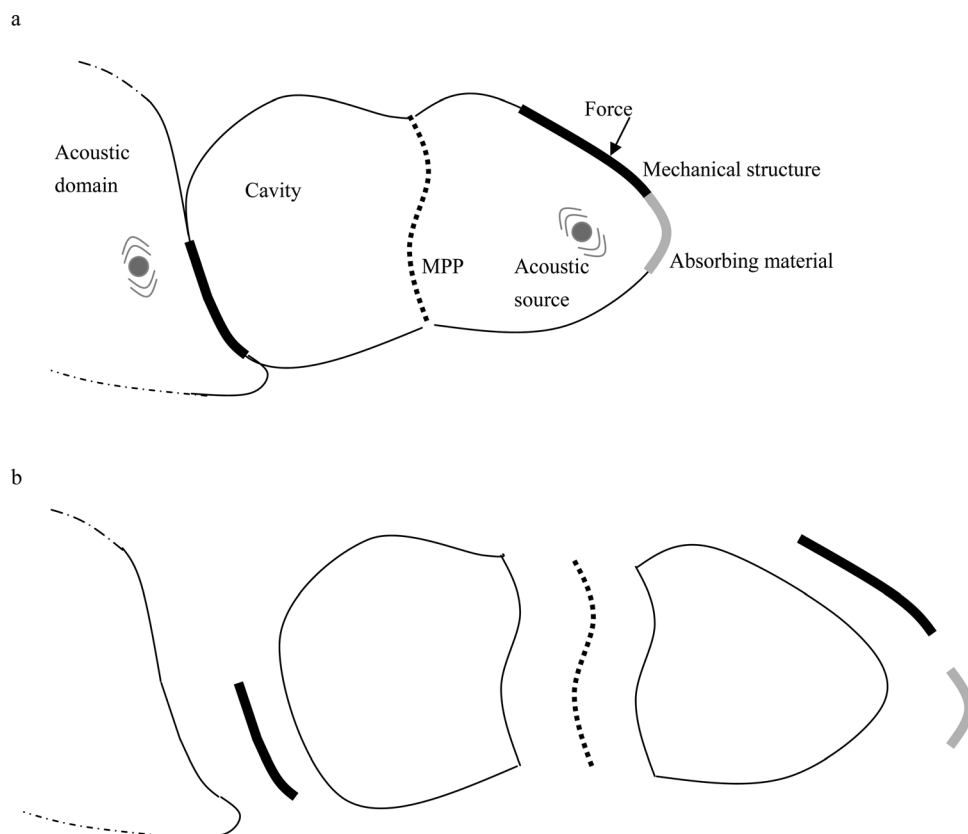 a
Force
Acoustic
domain
Mechanical structure
Cavity
MPP
Acoustic
source
Absorbing material
b